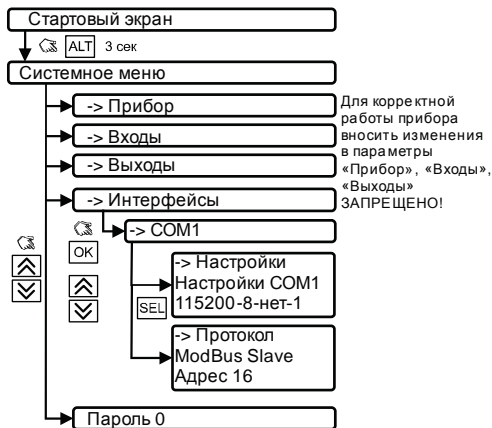 Стартовый экран
ALT 3 сек
Системное меню
-> Прибор
-> Входы
-> Выходы
-> Интерфейсы
Для корректной
работы прибора
вносить изменения
в параметры
«Прибор», «Входы»,
«Выходы»
ЗАПРЕЩЕНО!
-> COM1
OK
-> Настройки
Настройки COM1
115200-8-нет-1
SEL
-> Протокол
ModBus Slave
Адрес 16
Пароль 0